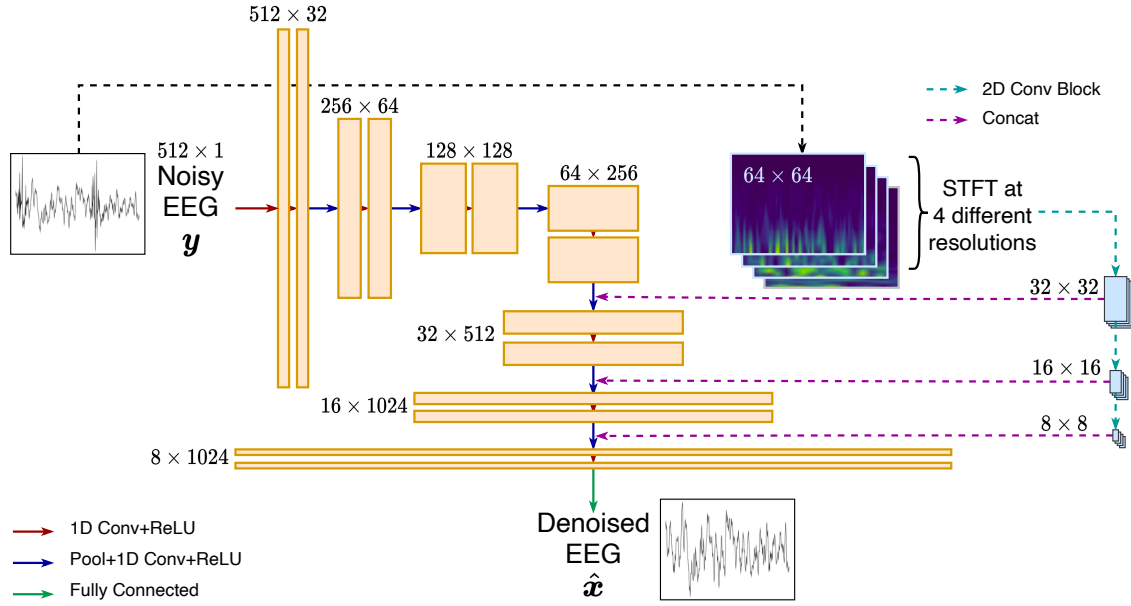 512 × 32
256 × 64
128 × 128
64 × 256
512 × 1
Noisy
EEG
y
64 × 64
STFT at
4 different
resolutions
2D Conv Block
Concat
32 × 32
16 × 16
8 × 8
32 × 512
16 × 1024
8 × 1024
Denoised
EEG
x̂
1D Conv+ReLU
Pool+1D Conv+ReLU
Fully Connected